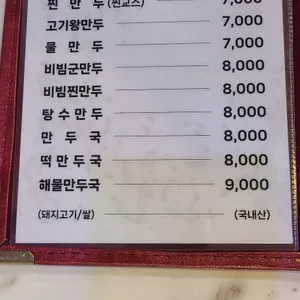 찐 만 두 (찐교스) 7,000
고기왕만두 7,000
물 만 두 7,000
비빔군만두 8,000
비빔찐만두 8,000
탕수만두 8,000
만 두 국 8,000
떡만두국 8,000
해물만두국 9,000
(돼지고기/쌀) (국내산)